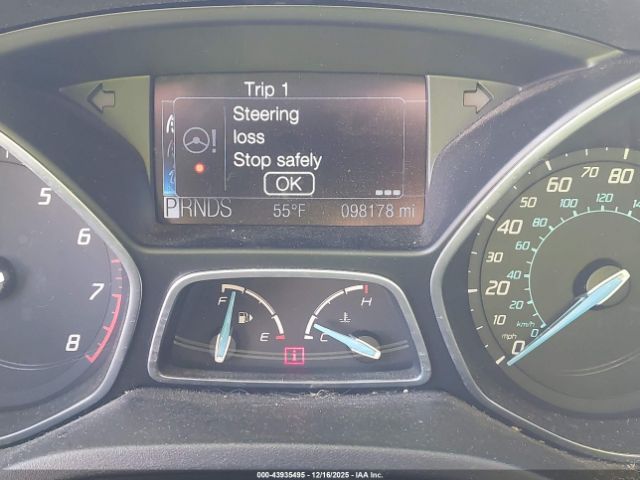 Trip 1
Steering
loss
Stop safely
OK
PRNDS 55°F 098178 mi
5
6
7
8
F
E
H
C
i
0
10
20
30
40
50
60
70
80
0
20
40
60
80
100
120
mph
km/h
000-43935495 - 12/16/2025 - IAA Inc.